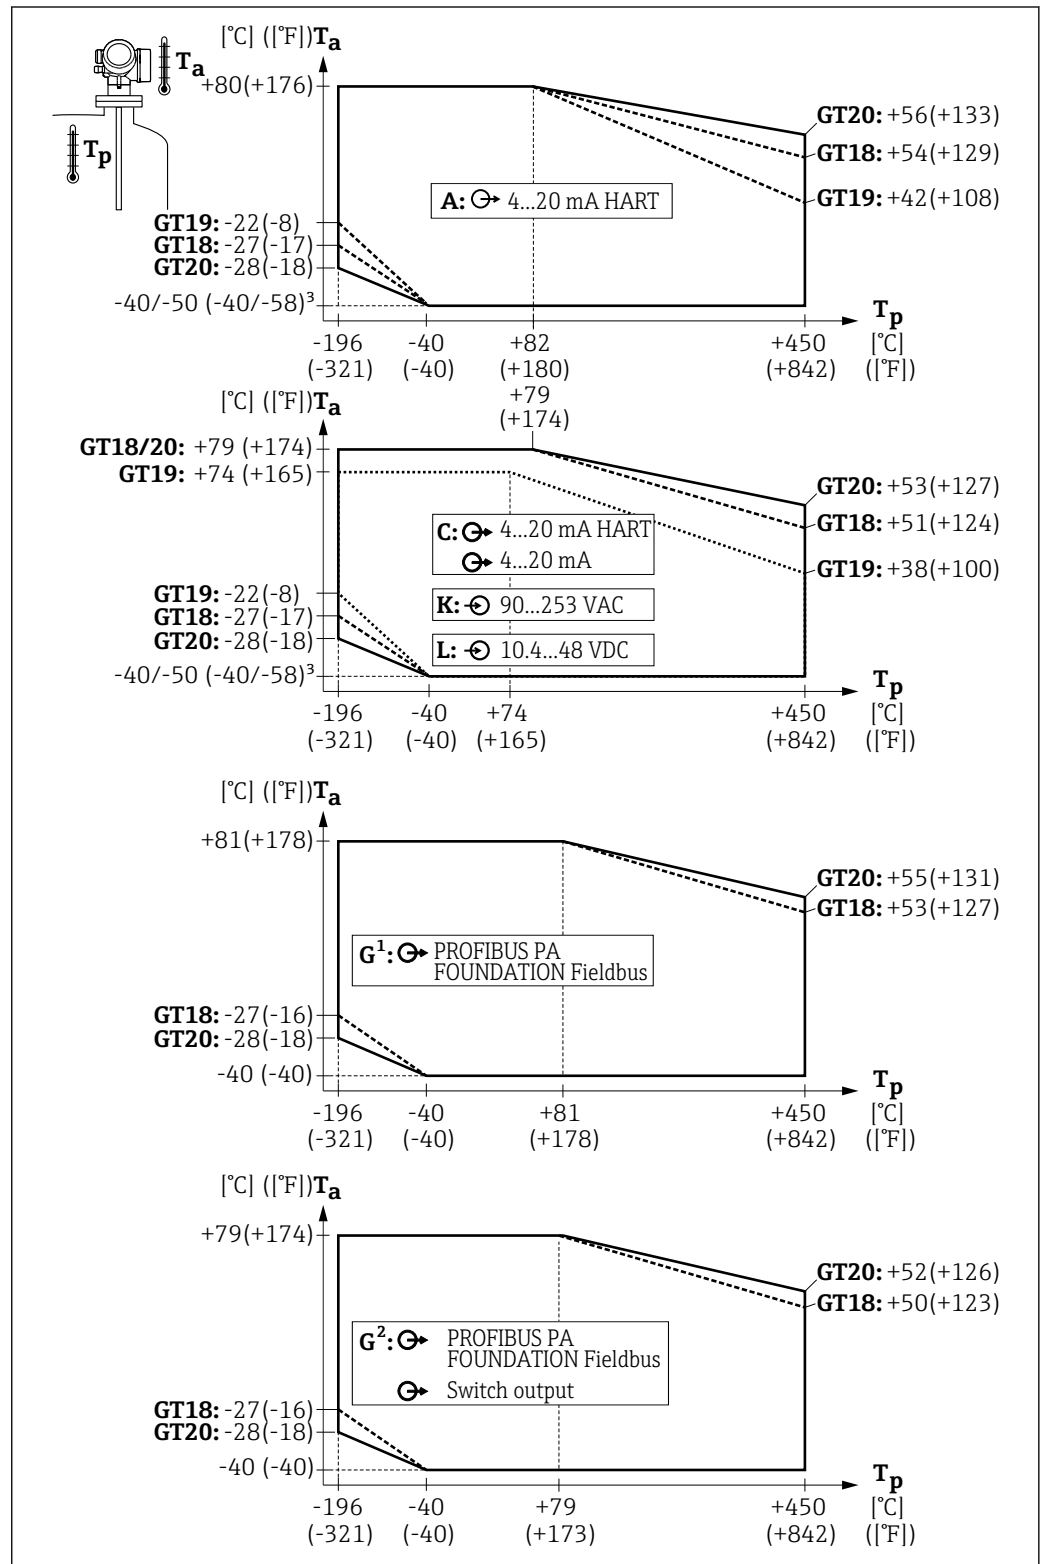 [°C] ([°F])Ta
Ta
+80(+176)
Tp
GT20: +56(+133)
GT18: +54(+129)
GT19: +42(+108)
A: 4...20 mA HART
GT19: -22(-8)
GT18: -27(-17)
GT20: -28(-18)
-40/-50 (-40/-58)³
Tp
-196 -40 +82 +450 [°C]
(-321) (-40) (+180) (+842) ([°F])
[°C] ([°F])Ta
+79
(+174)
GT18/20: +79 (+174)
GT19: +74 (+165)
GT20: +53(+127)
GT18: +51(+124)
GT19: +38(+100)
C: 4...20 mA HART
4...20 mA
K: 90...253 VAC
L: 10.4...48 VDC
GT19: -22(-8)
GT18: -27(-17)
GT20: -28(-18)
-40/-50 (-40/-58)³
Tp
-196 -40 +74 +450 [°C]
(-321) (-40) (+165) (+842) ([°F])
[°C] ([°F])Ta
+81(+178)
GT20: +55(+131)
GT18: +53(+127)
G¹: PROFIBUS PA
FOUNDATION Fieldbus
GT18: -27(-16)
GT20: -28(-18)
-40 (-40)
Tp
-196 -40 +81 +450 [°C]
(-321) (-40) (+178) (+842) ([°F])
[°C] ([°F])Ta
+79(+174)
GT20: +52(+126)
GT18: +50(+123)
G²: PROFIBUS PA
FOUNDATION Fieldbus
Switch output
GT18: -27(-16)
GT20: -28(-18)
-40 (-40)
Tp
-196 -40 +79 +450 [°C]
(-321) (-40) (+173) (+842) ([°F])